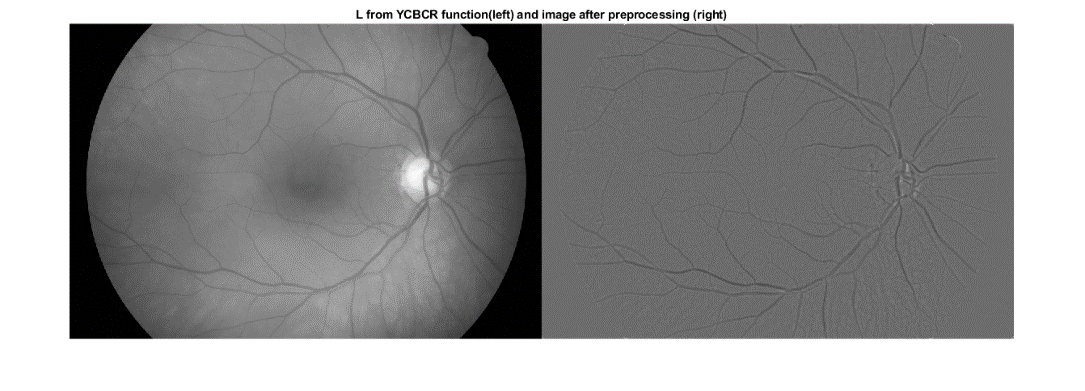 L from YCBCR function(left) and image after preprocessing (right)